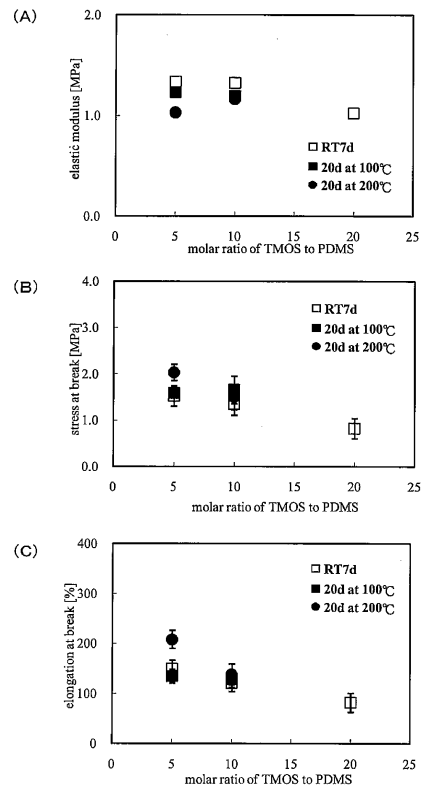 (A)
elastic modulus [MPa]
2.0
1.0
0.0
RT7d
20d at 100℃
20d at 200℃
0 5 10 15 20 25
molar ratio of TMOS to PDMS
(B)
stress at break [MPa]
4.0
3.0
2.0
1.0
0.0
RT7d
20d at 100℃
20d at 200℃
0 5 10 15 20 25
molar ratio of TMOS to PDMS
(C)
elongation at break [%]
400
300
200
100
0
RT7d
20d at 100℃
20d at 200℃
0 5 10 15 20 25
molar ratio of TMOS to PDMS